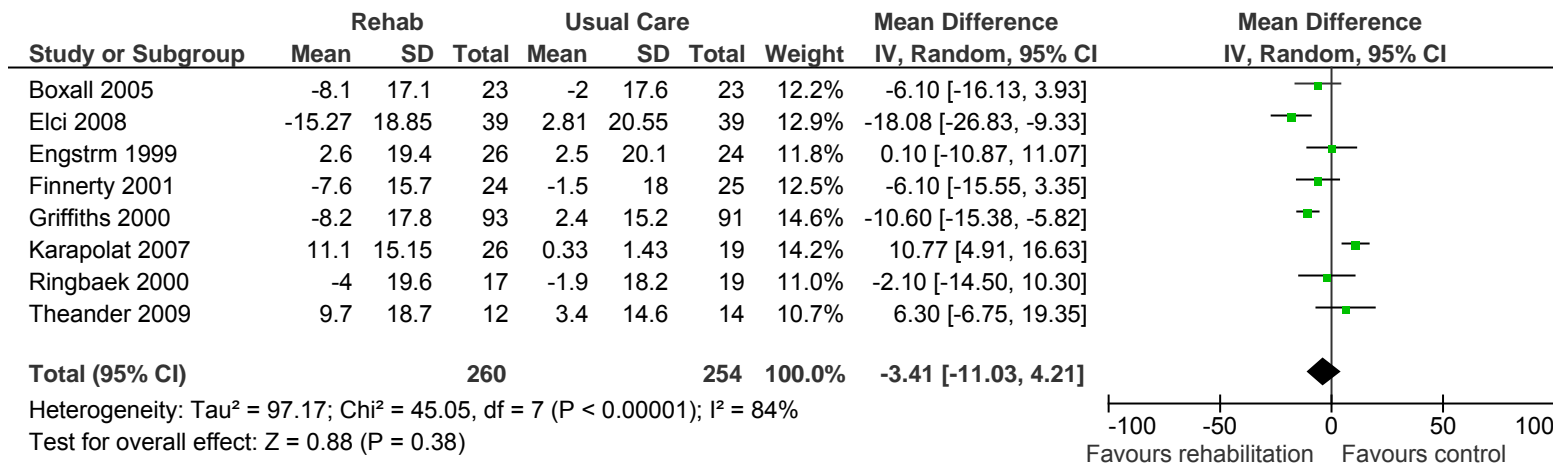 Rehab Usual Care Mean Difference Mean Difference
Study or Subgroup Mean SD Total Mean SD Total Weight IV, Random, 95% CI IV, Random, 95% CI
Boxall 2005 -8.1 17.1 23 -2 17.6 23 12.2% -6.10 [-16.13, 3.93]
Elci 2008 -15.27 18.85 39 2.81 20.55 39 12.9% -18.08 [-26.83, -9.33]
Engstrm 1999 2.6 19.4 26 2.5 20.1 24 11.8% 0.10 [-10.87, 11.07]
Finnerty 2001 -7.6 15.7 24 -1.5 18 25 12.5% -6.10 [-15.55, 3.35]
Griffiths 2000 -8.2 17.8 93 2.4 15.2 91 14.6% -10.60 [-15.38, -5.82]
Karapolat 2007 11.1 15.15 26 0.33 1.43 19 14.2% 10.77 [4.91, 16.63]
Ringbaek 2000 -4 19.6 17 -1.9 18.2 19 11.0% -2.10 [-14.50, 10.30]
Theander 2009 9.7 18.7 12 3.4 14.6 14 10.7% 6.30 [-6.75, 19.35]
Total (95% CI) 260 254 100.0% -3.41 [-11.03, 4.21]
Heterogeneity: Tau² = 97.17; Chi² = 45.05, df = 7 (P < 0.00001); I² = 84%
Test for overall effect: Z = 0.88 (P = 0.38)
-100 -50 0 50 100
Favours rehabilitation Favours control